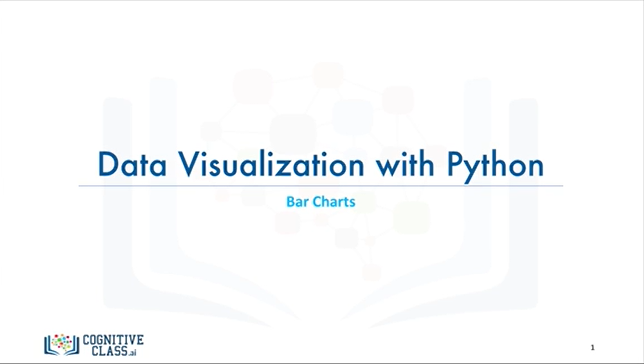 Data Visualization with Python
Bar Charts
COGNITIVE
CLASS.ai
1